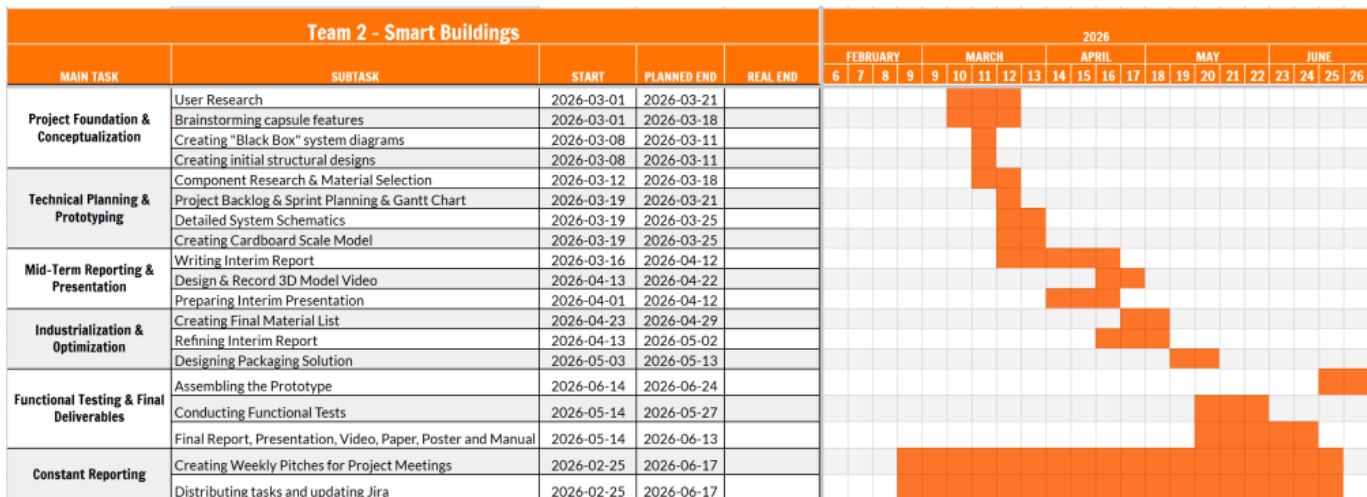 Team 2 - Smart Buildings
2026
FEBRUARY MARCH APRIL MAY JUNE
MAIN TASK SUBTASK START PLANNED END REAL END 6 7 8 9 9 10 11 12 13 14 15 16 17 18 19 20 21 22 23 24 25 26
Project Foundation & Conceptualization
User Research 2026-03-01 2026-03-21
Brainstorming capsule features 2026-03-01 2026-03-18
Creating "Black Box" system diagrams 2026-03-08 2026-03-11
Creating initial structural designs 2026-03-08 2026-03-11
Technical Planning & Prototyping
Component Research & Material Selection 2026-03-12 2026-03-18
Project Backlog & Sprint Planning & Gantt Chart 2026-03-19 2026-03-21
Detailed System Schematics 2026-03-19 2026-03-25
Creating Cardboard Scale Model 2026-03-19 2026-03-25
Mid-Term Reporting & Presentation
Writing Interim Report 2026-03-16 2026-04-12
Design & Record 3D Model Video 2026-04-13 2026-04-22
Preparing Interim Presentation 2026-04-01 2026-04-12
Industrialization & Optimization
Creating Final Material List 2026-04-23 2026-04-29
Refining Interim Report 2026-04-13 2026-05-02
Designing Packaging Solution 2026-05-03 2026-05-13
Functional Testing & Final Deliverables
Assembling the Prototype 2026-06-14 2026-06-24
Conducting Functional Tests 2026-05-14 2026-05-27
Final Report, Presentation, Video, Paper, Poster and Manual 2026-05-14 2026-06-13
Constant Reporting
Creating Weekly Pitches for Project Meetings 2026-02-25 2026-06-17
Distributing tasks and updating Jira 2026-02-25 2026-06-17